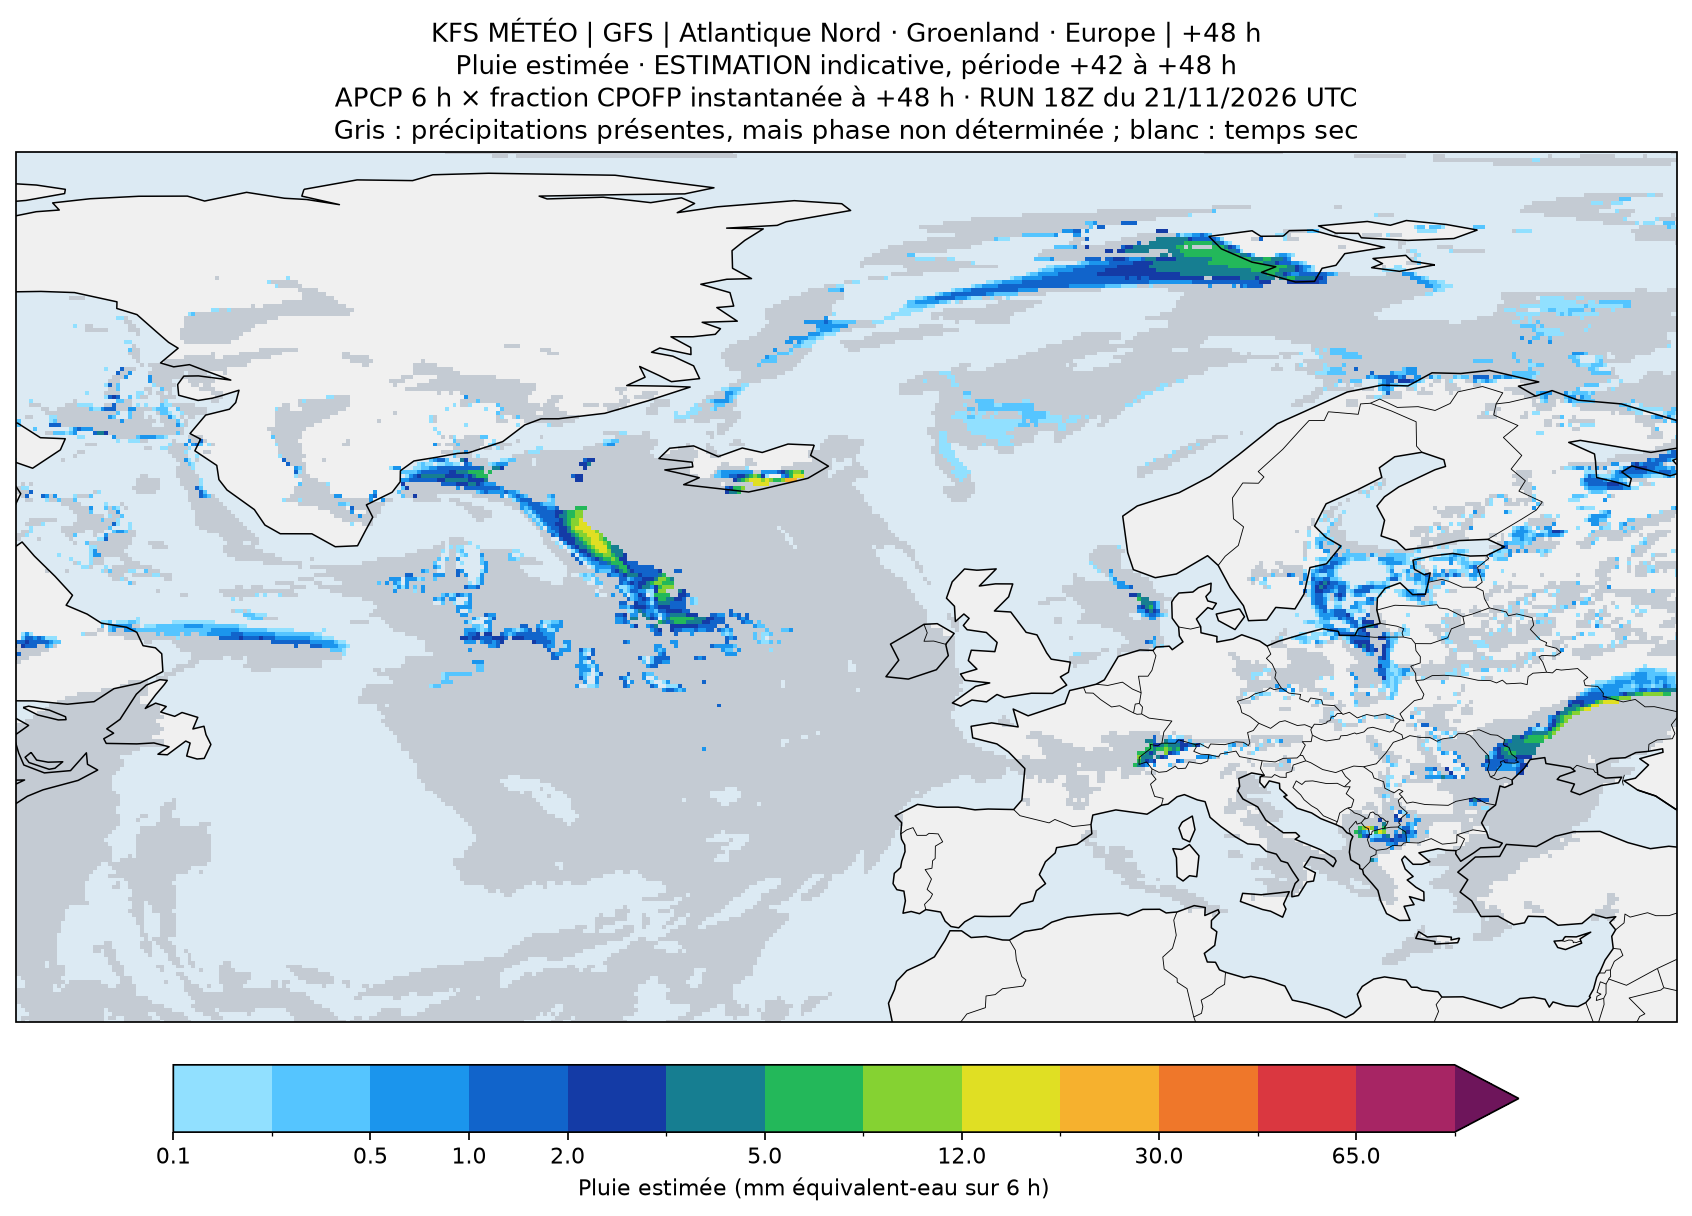 KFS MÉTÉO | GFS | Atlantique Nord · Groenland · Europe | +48 h
Pluie estimée · ESTIMATION indicative, période +42 à +48 h
APCP 6 h × fraction CPOFP instantanée à +48 h · RUN 18Z du 21/11/2026 UTC
Gris : précipitations présentes, mais phase non déterminée ; blanc : temps sec
0.1 0.5 1.0 2.0 5.0 12.0 30.0 65.0
Pluie estimée (mm équivalent-eau sur 6 h)